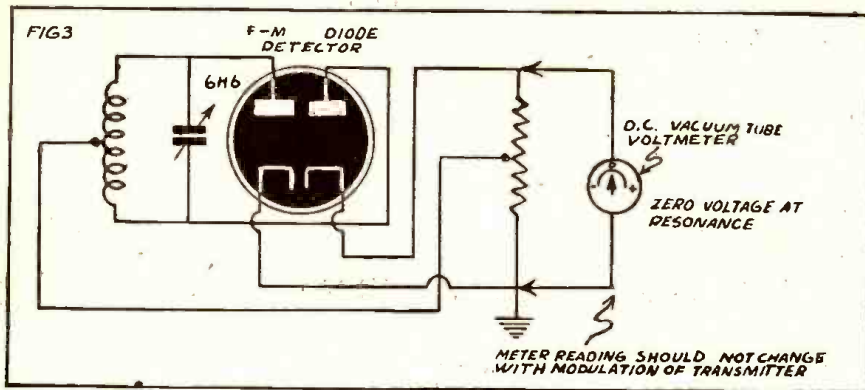 FIG3
F-M DIODE
DETECTOR
6H6
D.C. VACUUM TUBE
VOLTMETER
- +
ZERO VOLTAGE AT
RESONANCE
METER READING SHOULD NOT CHANGE
WITH MODULATION OF TRANSMITTER